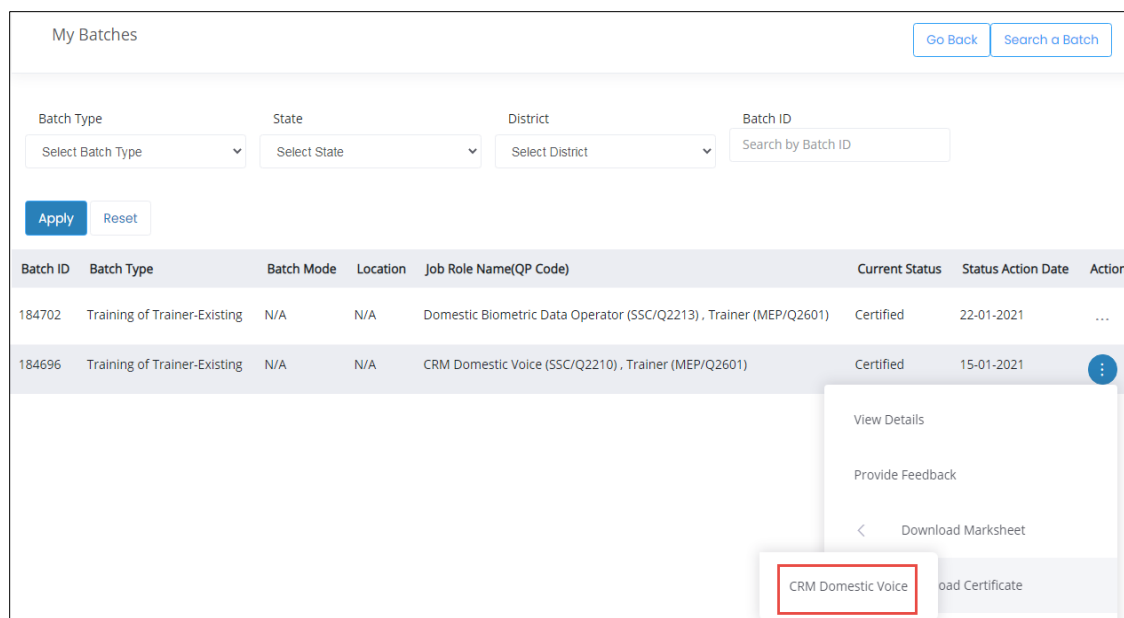 My Batches
Go Back Search a Batch
Batch Type State District Batch ID
Select Batch Type Select State Select District Search by Batch ID
Apply Reset
Batch ID Batch Type Batch Mode Location Job Role Name(QP Code) Current Status Status Action Date Action
184702 Training of Trainer-Existing N/A N/A Domestic Biometric Data Operator (SSC/Q2213) , Trainer (MEP/Q2601) Certified 22-01-2021 ...
184696 Training of Trainer-Existing N/A N/A CRM Domestic Voice (SSC/Q2210) , Trainer (MEP/Q2601) Certified 15-01-2021
View Details
Provide Feedback
Download Marksheet
CRM Domestic Voice oad Certificate